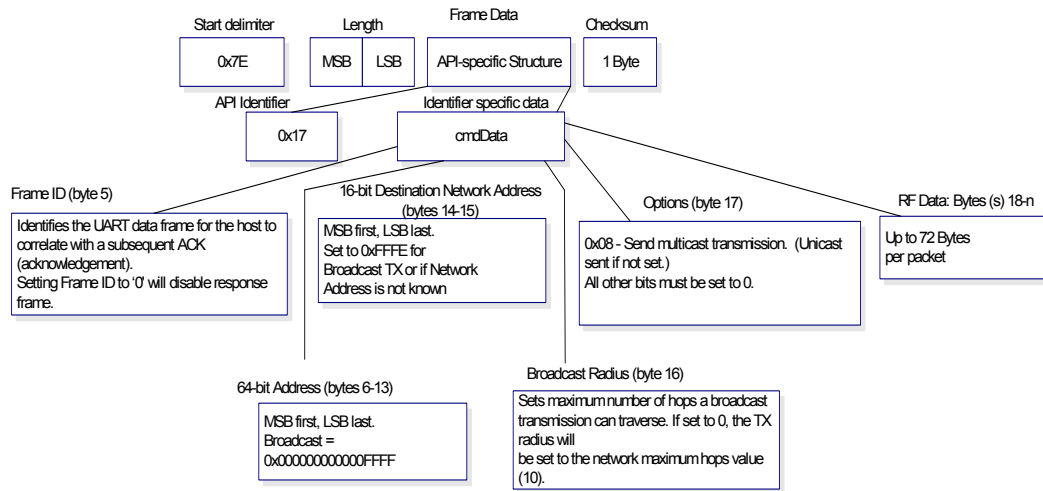 Frame Data
Start delimiter
Length
Checksum
0x7E
MSB
LSB
API-specific Structure
1 Byte
API Identifier
Identifier specific data
0x17
cmdData
Frame ID (byte 5)
Identifies the UART data frame for the host to
correlate with a subsequent ACK
(acknowledgement).
Setting Frame ID to ‘0’ will disable response
frame.
16-bit Destination Network Address
(bytes 14-15)
MSB first, LSB last.
Set to 0xFFFE for
Broadcast TX or if Network
Address is not known
Options (byte 17)
0x08 - Send multicast transmission. (Unicast
sent if not set.)
All other bits must be set to 0.
RF Data: Bytes (s) 18-n
Up to 72 Bytes
per packet
64-bit Address (bytes 6-13)
MSB first, LSB last.
Broadcast =
0x000000000000FFFF
Broadcast Radius (byte 16)
Sets maximum number of hops a broadcast
transmission can traverse. If set to 0, the TX
radius will
be set to the network maximum hops value
(10).